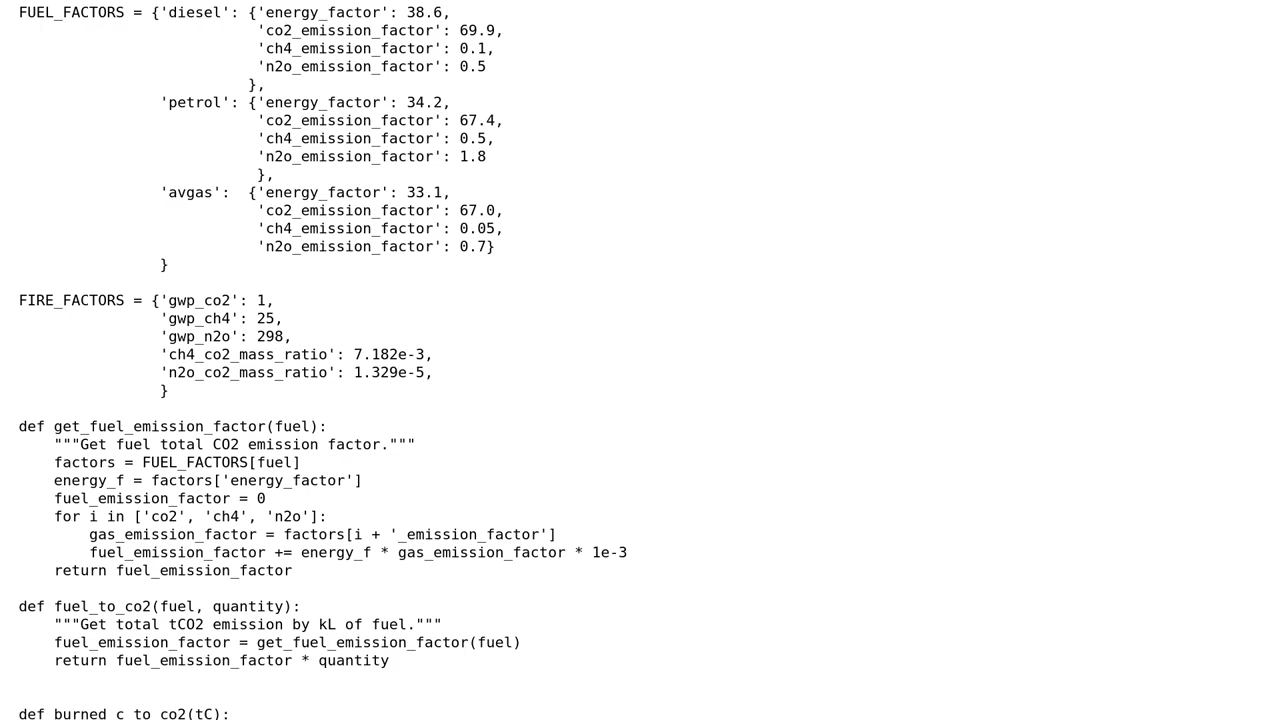 FUEL_FACTORS = {'diesel': {'energy_factor': 38.6,
                           'co2_emission_factor': 69.9,
                           'ch4_emission_factor': 0.1,
                           'n2o_emission_factor': 0.5
                          },
                'petrol': {'energy_factor': 34.2,
                           'co2_emission_factor': 67.4,
                           'ch4_emission_factor': 0.5,
                           'n2o_emission_factor': 1.8
                           },
                'avgas':  {'energy_factor': 33.1,
                           'co2_emission_factor': 67.0,
                           'ch4_emission_factor': 0.05,
                           'n2o_emission_factor': 0.7}
                }

FIRE_FACTORS = {'gwp_co2': 1,
                'gwp_ch4': 25,
                'gwp_n2o': 298,
                'ch4_co2_mass_ratio': 7.182e-3,
                'n2o_co2_mass_ratio': 1.329e-5,
                }

def get_fuel_emission_factor(fuel):
    """Get fuel total CO2 emission factor."""
    factors = FUEL_FACTORS[fuel]
    energy_f = factors['energy_factor']
    fuel_emission_factor = 0
    for i in ['co2', 'ch4', 'n2o']:
        gas_emission_factor = factors[i + '_emission_factor']
        fuel_emission_factor += energy_f * gas_emission_factor * 1e-3
    return fuel_emission_factor

def fuel_to_co2(fuel, quantity):
    """Get total tCO2 emission by kL of fuel."""
    fuel_emission_factor = get_fuel_emission_factor(fuel)
    return fuel_emission_factor * quantity


def burned_c_to_co2(tC):